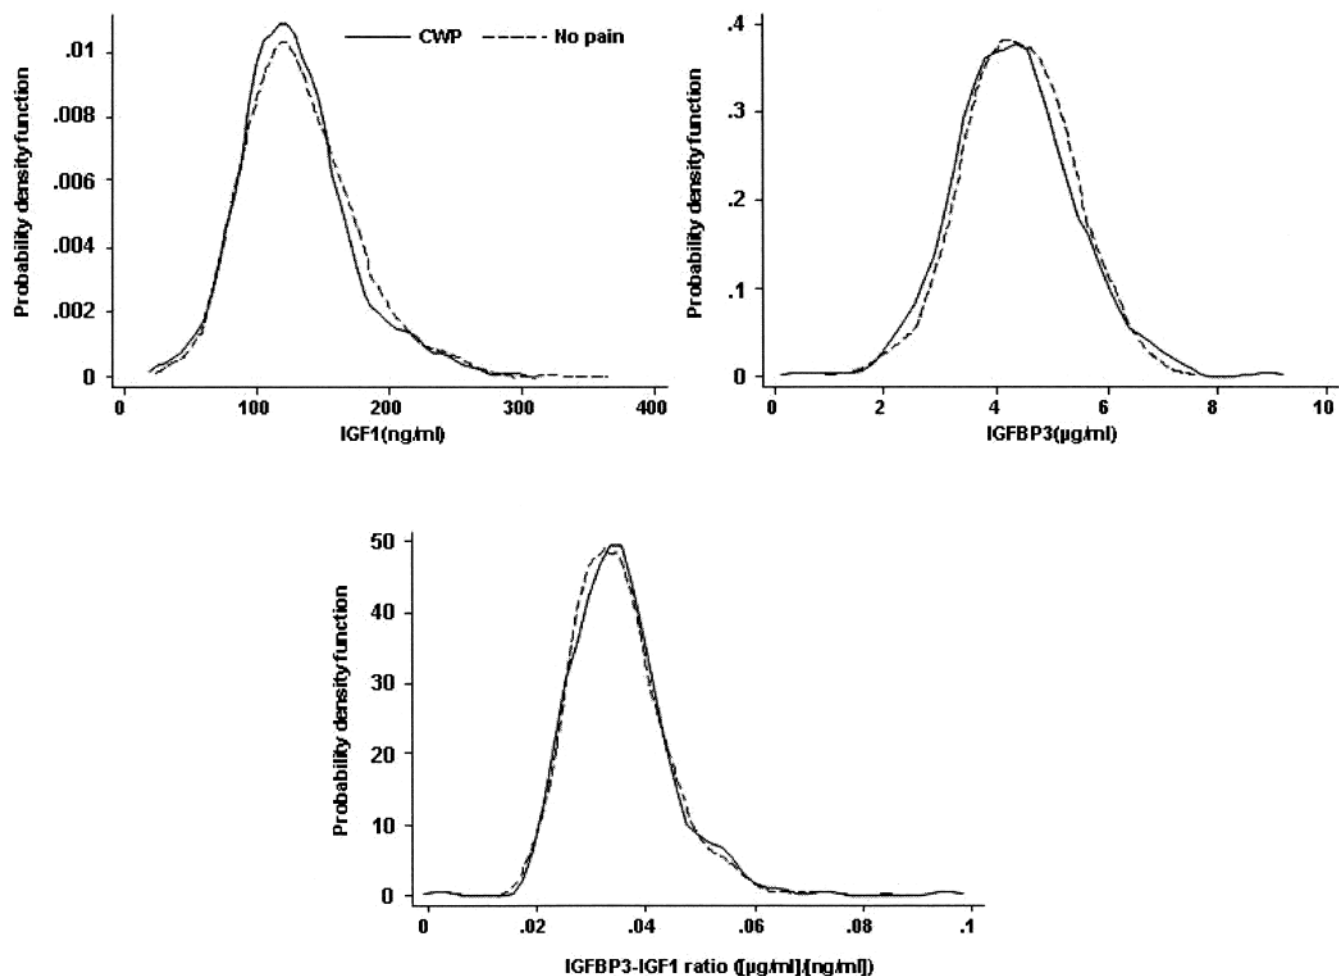 CWP No pain
Probability density function
.01
.008
.006
.004
.002
0
0 100 200 300 400
IGF1(ng/ml)
Probability density function
.4
.3
.2
.1
0
0 2 4 6 8 10
IGFBP3(µg/ml)
Probability density function
50
40
30
20
10
0
0 .02 .04 .06 .08 .1
IGFBP3-IGF1 ratio ([µg/ml]/[ng/ml])